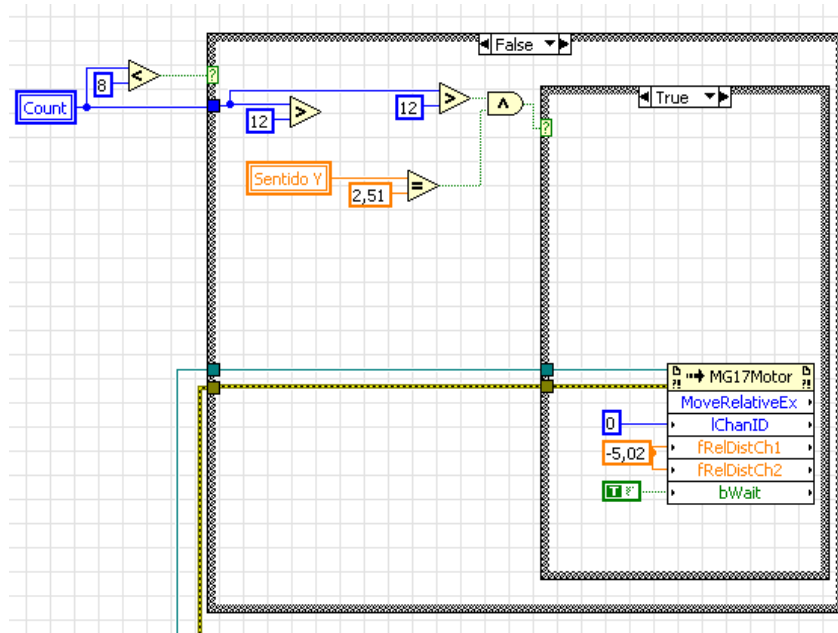 False
?
<
8
Count
True
>
12
>
12
∧
?
Sentido Y
=
2,51
MG17Motor
MoveRelativeEx
0
lChanID
-5,02
fRelDistCh1
fRelDistCh2
T
bWait